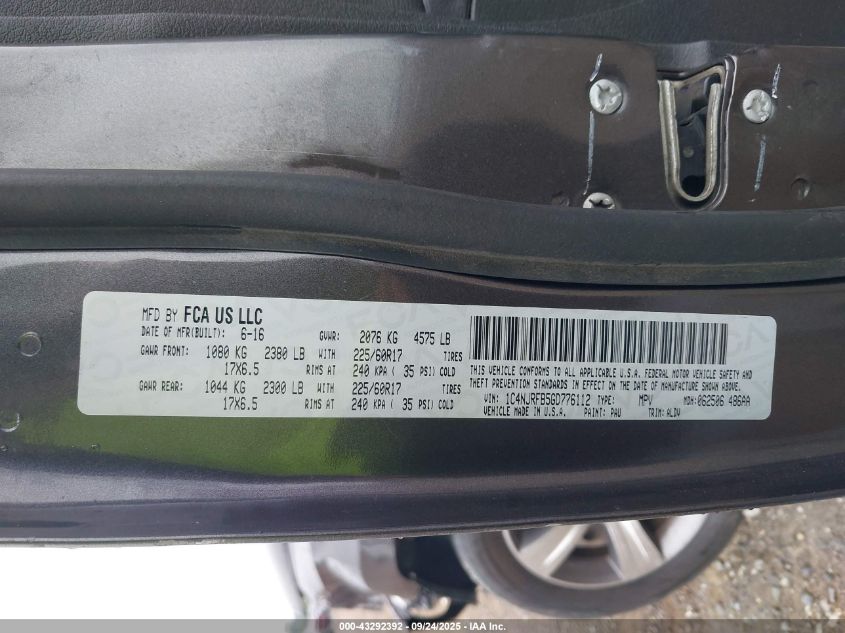 MFD BY FCA US LLC
DATE OF MFR(BUILT): 6-16 GVWR: 2076 KG 4575 LB
GAWR FRONT: 1080 KG 2380 LB WITH 225/60R17 TIRES
17X6.5 RIMS AT 240 KPA ( 35 PSI) COLD
GAWR REAR: 1044 KG 2300 LB WITH 225/60R17 TIRES
17X6.5 RIMS AT 240 KPA ( 35 PSI) COLD
THIS VEHICLE CONFORMS TO ALL APPLICABLE U.S.A. FEDERAL MOTOR VEHICLE SAFETY AND
THEFT PREVENTION STANDARDS IN EFFECT ON THE DATE OF MANUFACTURE SHOWN ABOVE.
VIN: 1C4NJRFB5GD776112 TYPE: MPV MDH: 062506 486AA
VEHICLE MADE IN U.S.A. PAINT: PAU TRIM: ALDV
000-43292392 - 09/24/2025 - IAA Inc.